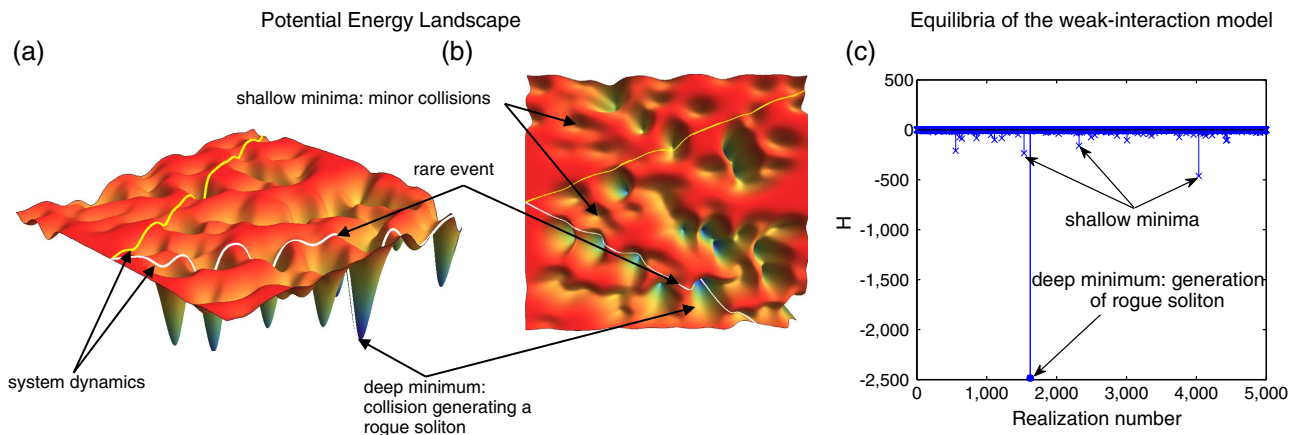 Potential Energy Landscape
Equilibria of the weak-interaction model
(a)
(b)
(c)
shallow minima: minor collisions
rare event
system dynamics
deep minimum:
collision generating a
rogue soliton
500
0
-500
-1,000
-1,500
-2,000
-2,500
H
shallow minima
deep minimum: generation
of rogue soliton
0
1,000
2,000
3,000
4,000
5,000
Realization number